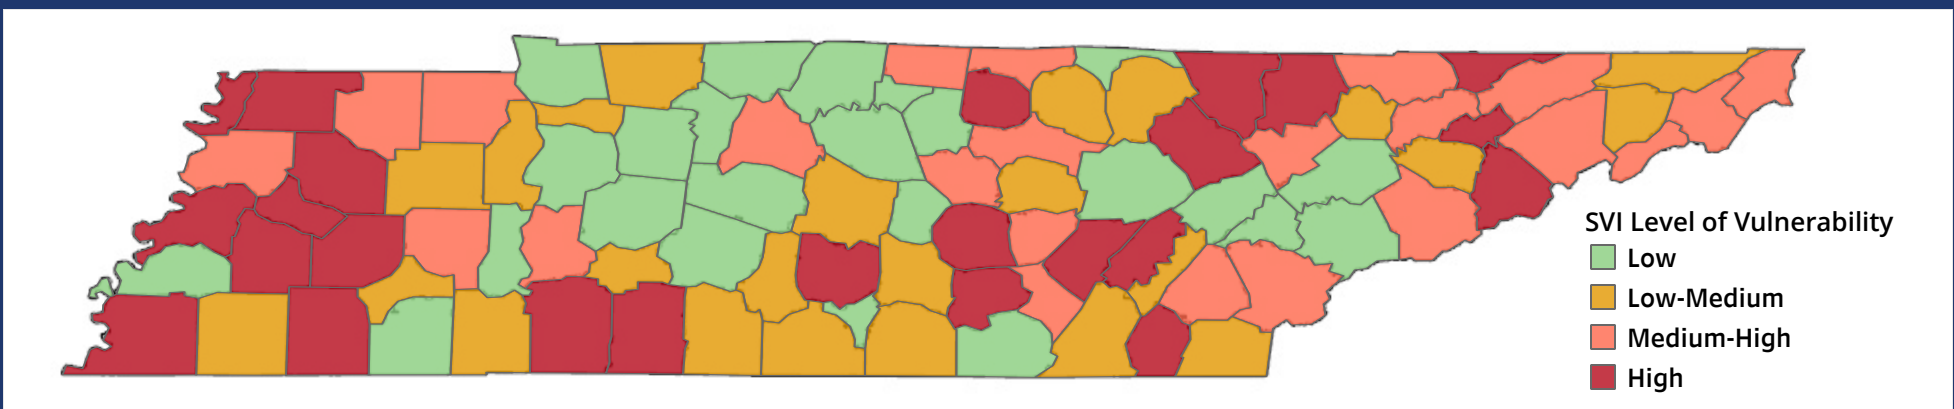 SVI Level of Vulnerability
Low
Low-Medium
Medium-High
High